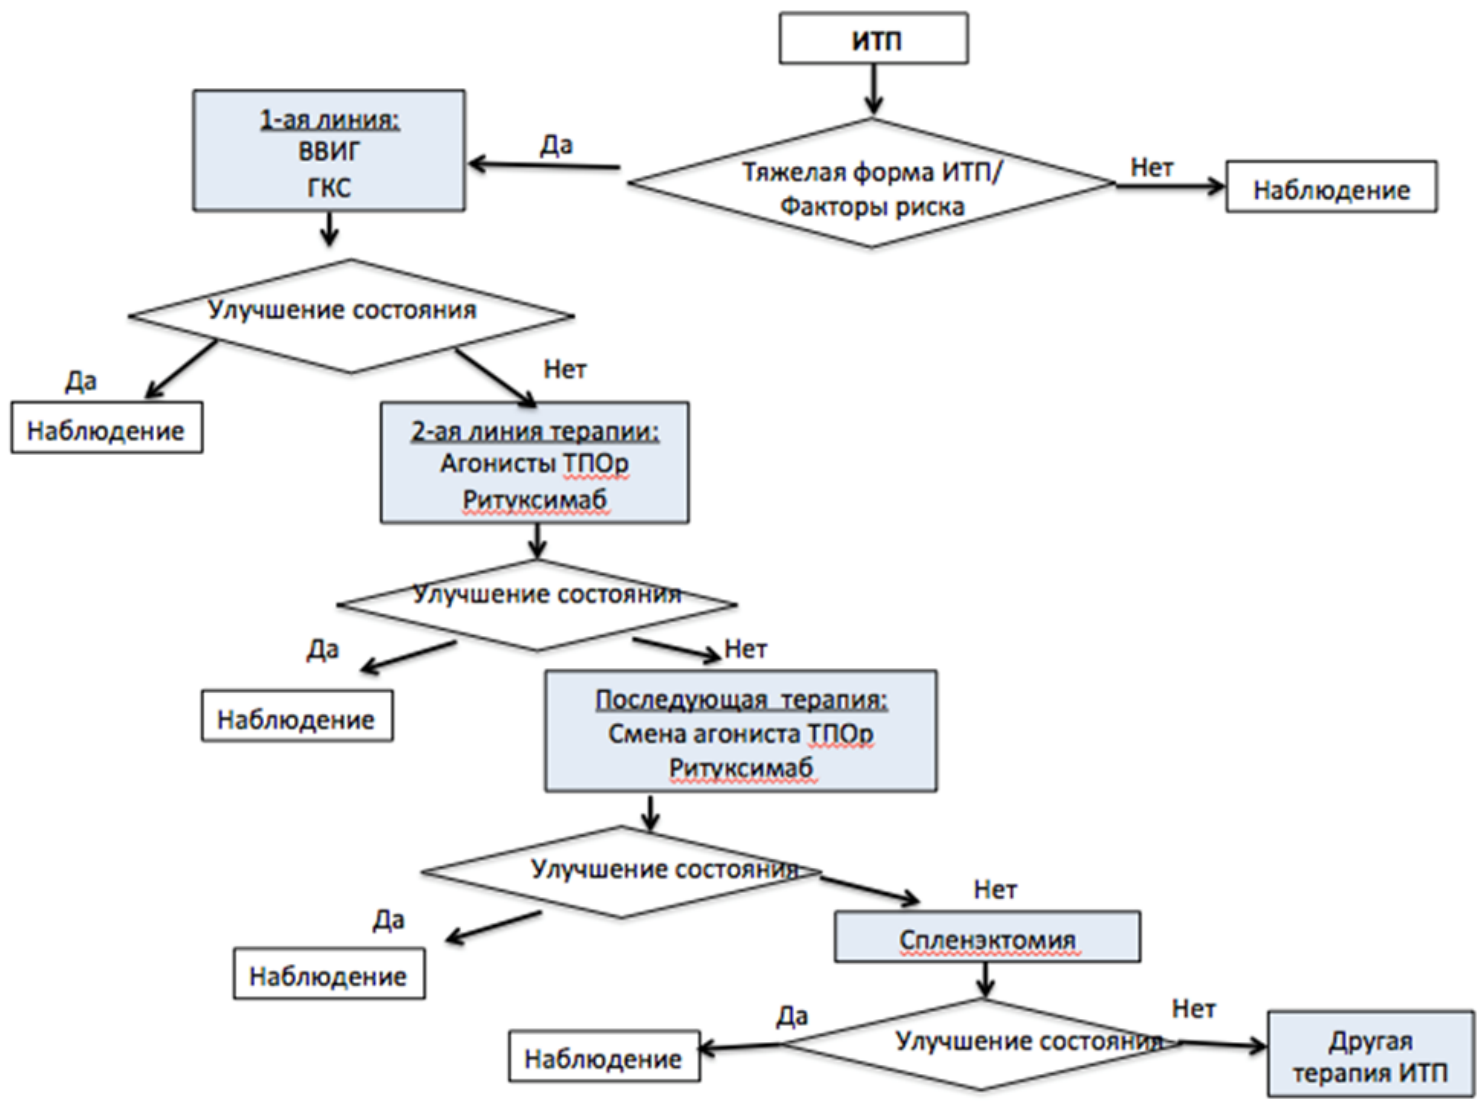 ИТП
1-ая линия:
ВВИГ
ГКС
Да
Тяжелая форма ИТП/
Факторы риска
Нет
Наблюдение
Улучшение состояния
Да
Нет
Наблюдение
2-ая линия терапии:
Агонисты ТПОр
Ритуксимаб
Улучшение состояния
Да
Нет
Наблюдение
Последующая терапия:
Смена агониста ТПОр
Ритуксимаб
Улучшение состояния
Да
Нет
Наблюдение
Спленэктомия
Да
Улучшение состояния
Нет
Наблюдение
Другая
терапия ИТП